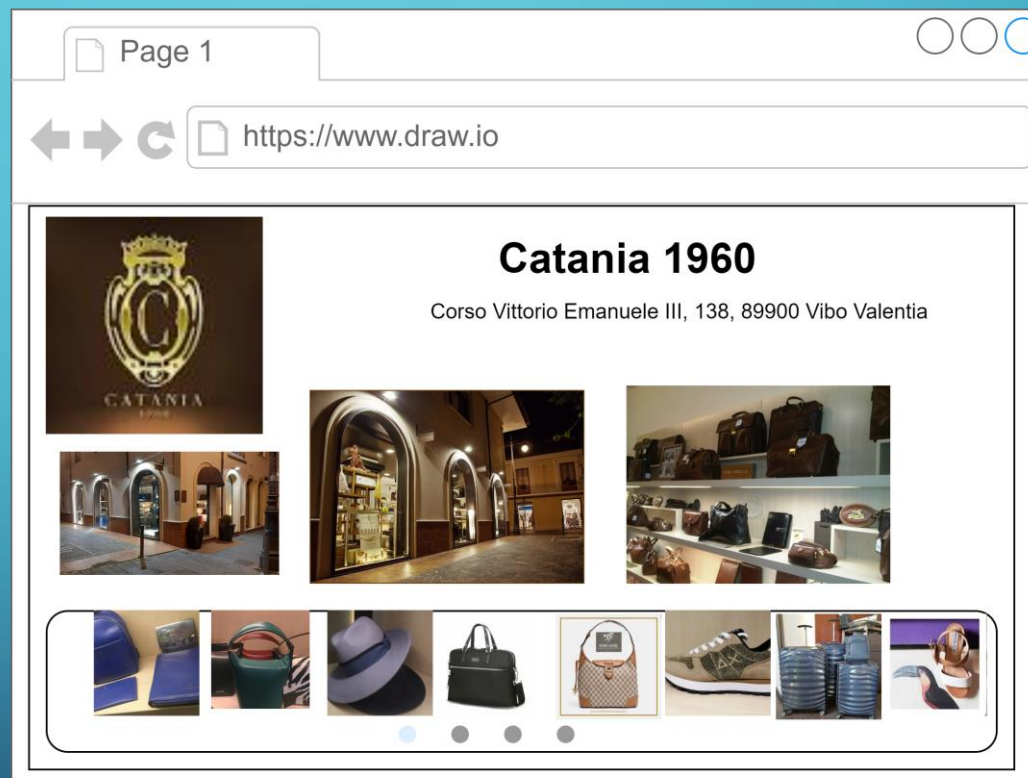 Page 1
https://www.draw.io
CATANIA
Catania 1960
Corso Vittorio Emanuele III, 138, 89900 Vibo Valentia